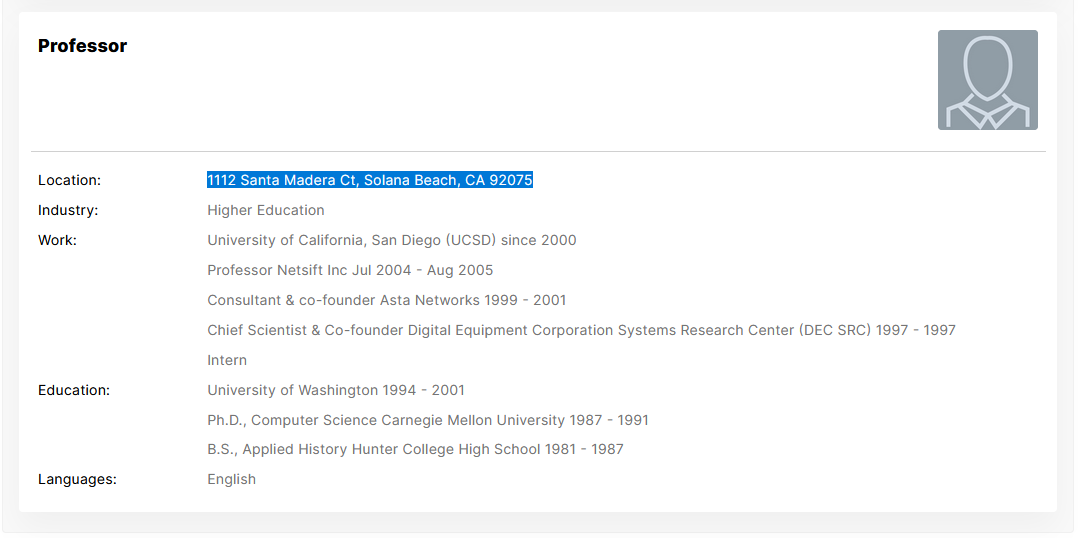 Professor
Location: 1112 Santa Madera Ct, Solana Beach, CA 92075
Industry: Higher Education
Work: University of California, San Diego (UCSD) since 2000
Professor Netsift Inc Jul 2004 - Aug 2005
Consultant & co-founder Asta Networks 1999 - 2001
Chief Scientist & Co-founder Digital Equipment Corporation Systems Research Center (DEC SRC) 1997 - 1997
Intern
Education: University of Washington 1994 - 2001
Ph.D., Computer Science Carnegie Mellon University 1987 - 1991
B.S., Applied History Hunter College High School 1981 - 1987
Languages: English